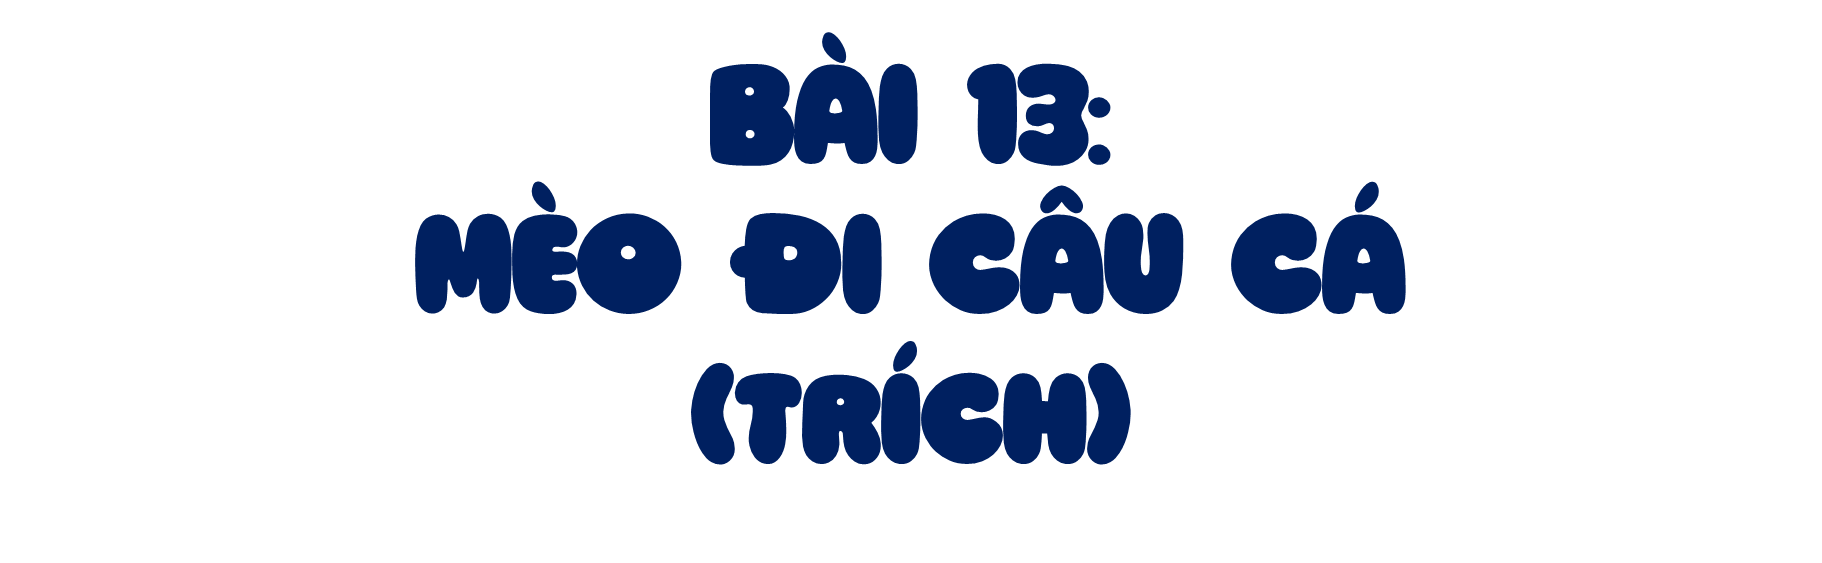 BÀI 13:
MÈO ĐI CÂU CÁ
(TRÍCH)